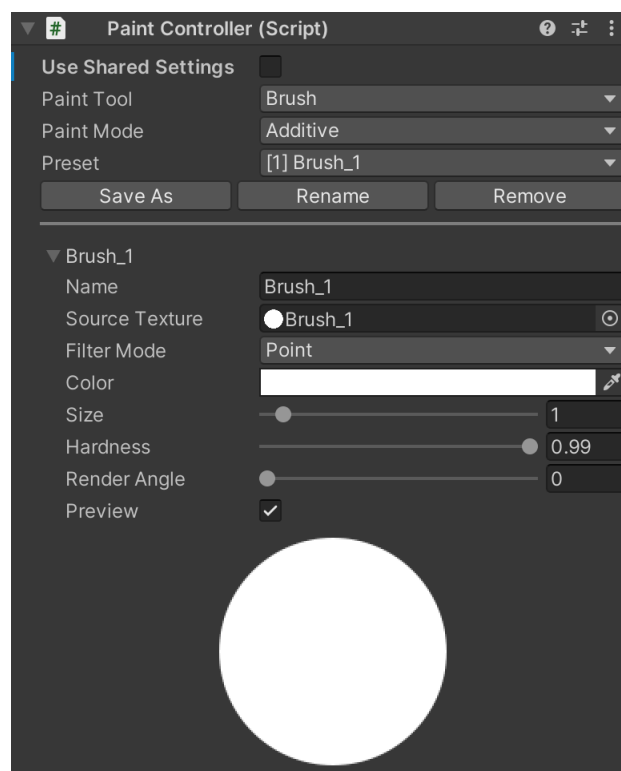 # Paint Controller (Script)
Use Shared Settings
Paint Tool Brush
Paint Mode Additive
Preset [1] Brush_1
Save As Rename Remove
Brush_1
Name Brush_1
Source Texture Brush_1
Filter Mode Point
Color
Size 1
Hardness 0.99
Render Angle 0
Preview